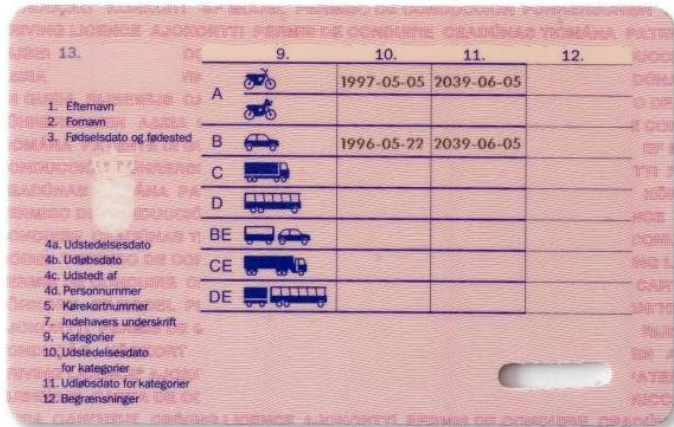 13.
9. 10. 11. 12.
A 1997-05-05 2039-06-05
B 1996-05-22 2039-06-05
C
D
BE
CE
DE
1. Efternavn
2. Fornavn
3. Fødselsdato og fødested
4a. Udstedelsesdato
4b. Udløbsdato
4c. Udstedt af
4d. Personnummer
5. Kørekortnummer
7. Indehavers underskrift
9. Kategorier
10. Udstedelsesdato
for kategorier
11. Udløbsdato for kategorier
12. Begrænsninger